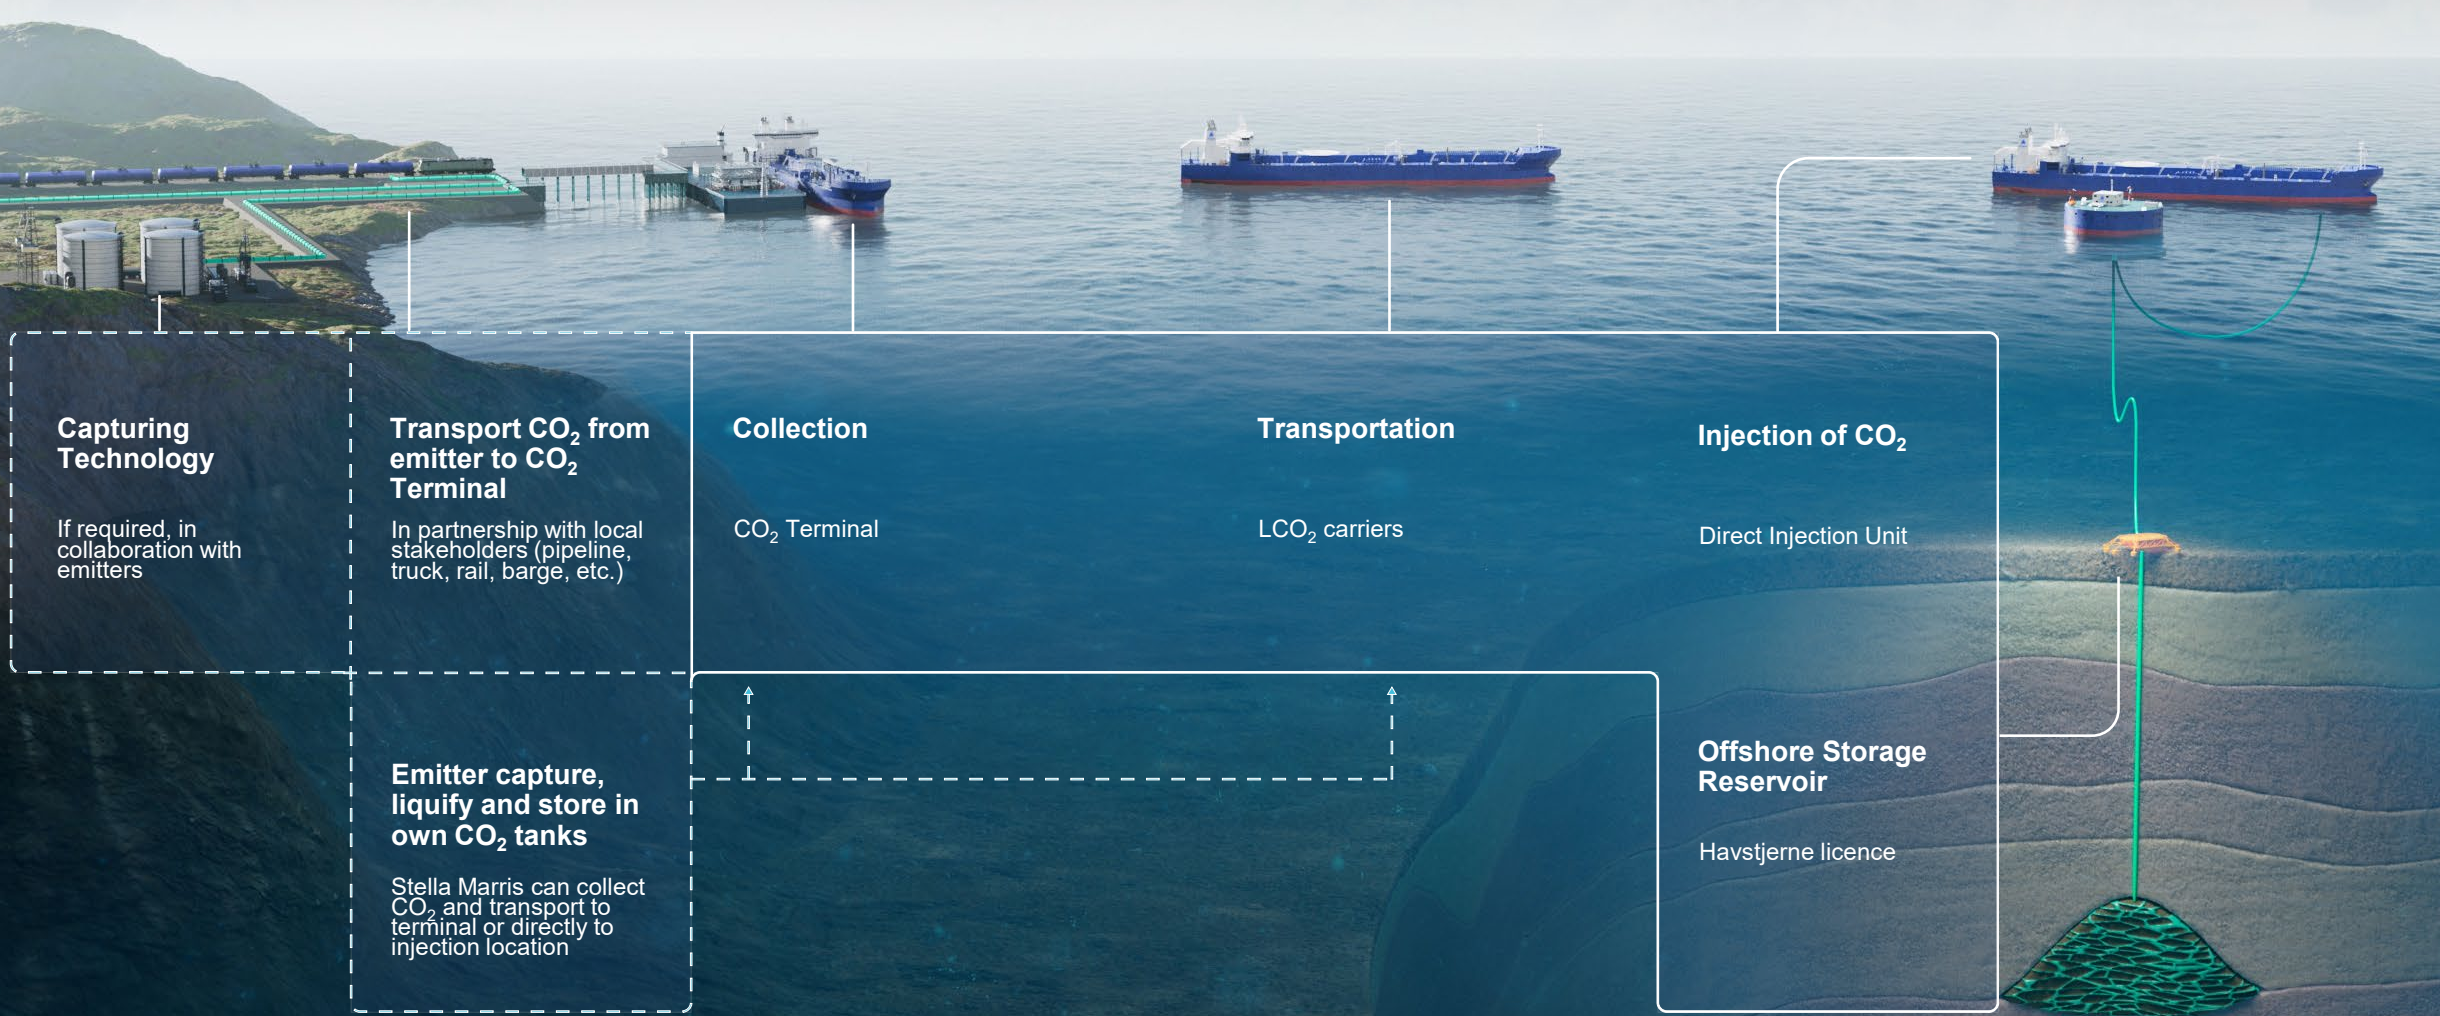 Capturing
Technology
If required, in
collaboration with
emitters
Transport CO₂ from
emitter to CO₂
Terminal
In partnership with local
stakeholders (pipeline,
truck, rail, barge, etc.)
Collection
CO₂ Terminal
Transportation
LCO₂ carriers
Injection of CO₂
Direct Injection Unit
Emitter capture,
liquify and store in
own CO₂ tanks
Stella Marris can collect
CO₂ and transport to
terminal or directly to
injection location
Offshore Storage
Reservoir
Havstjerne licence